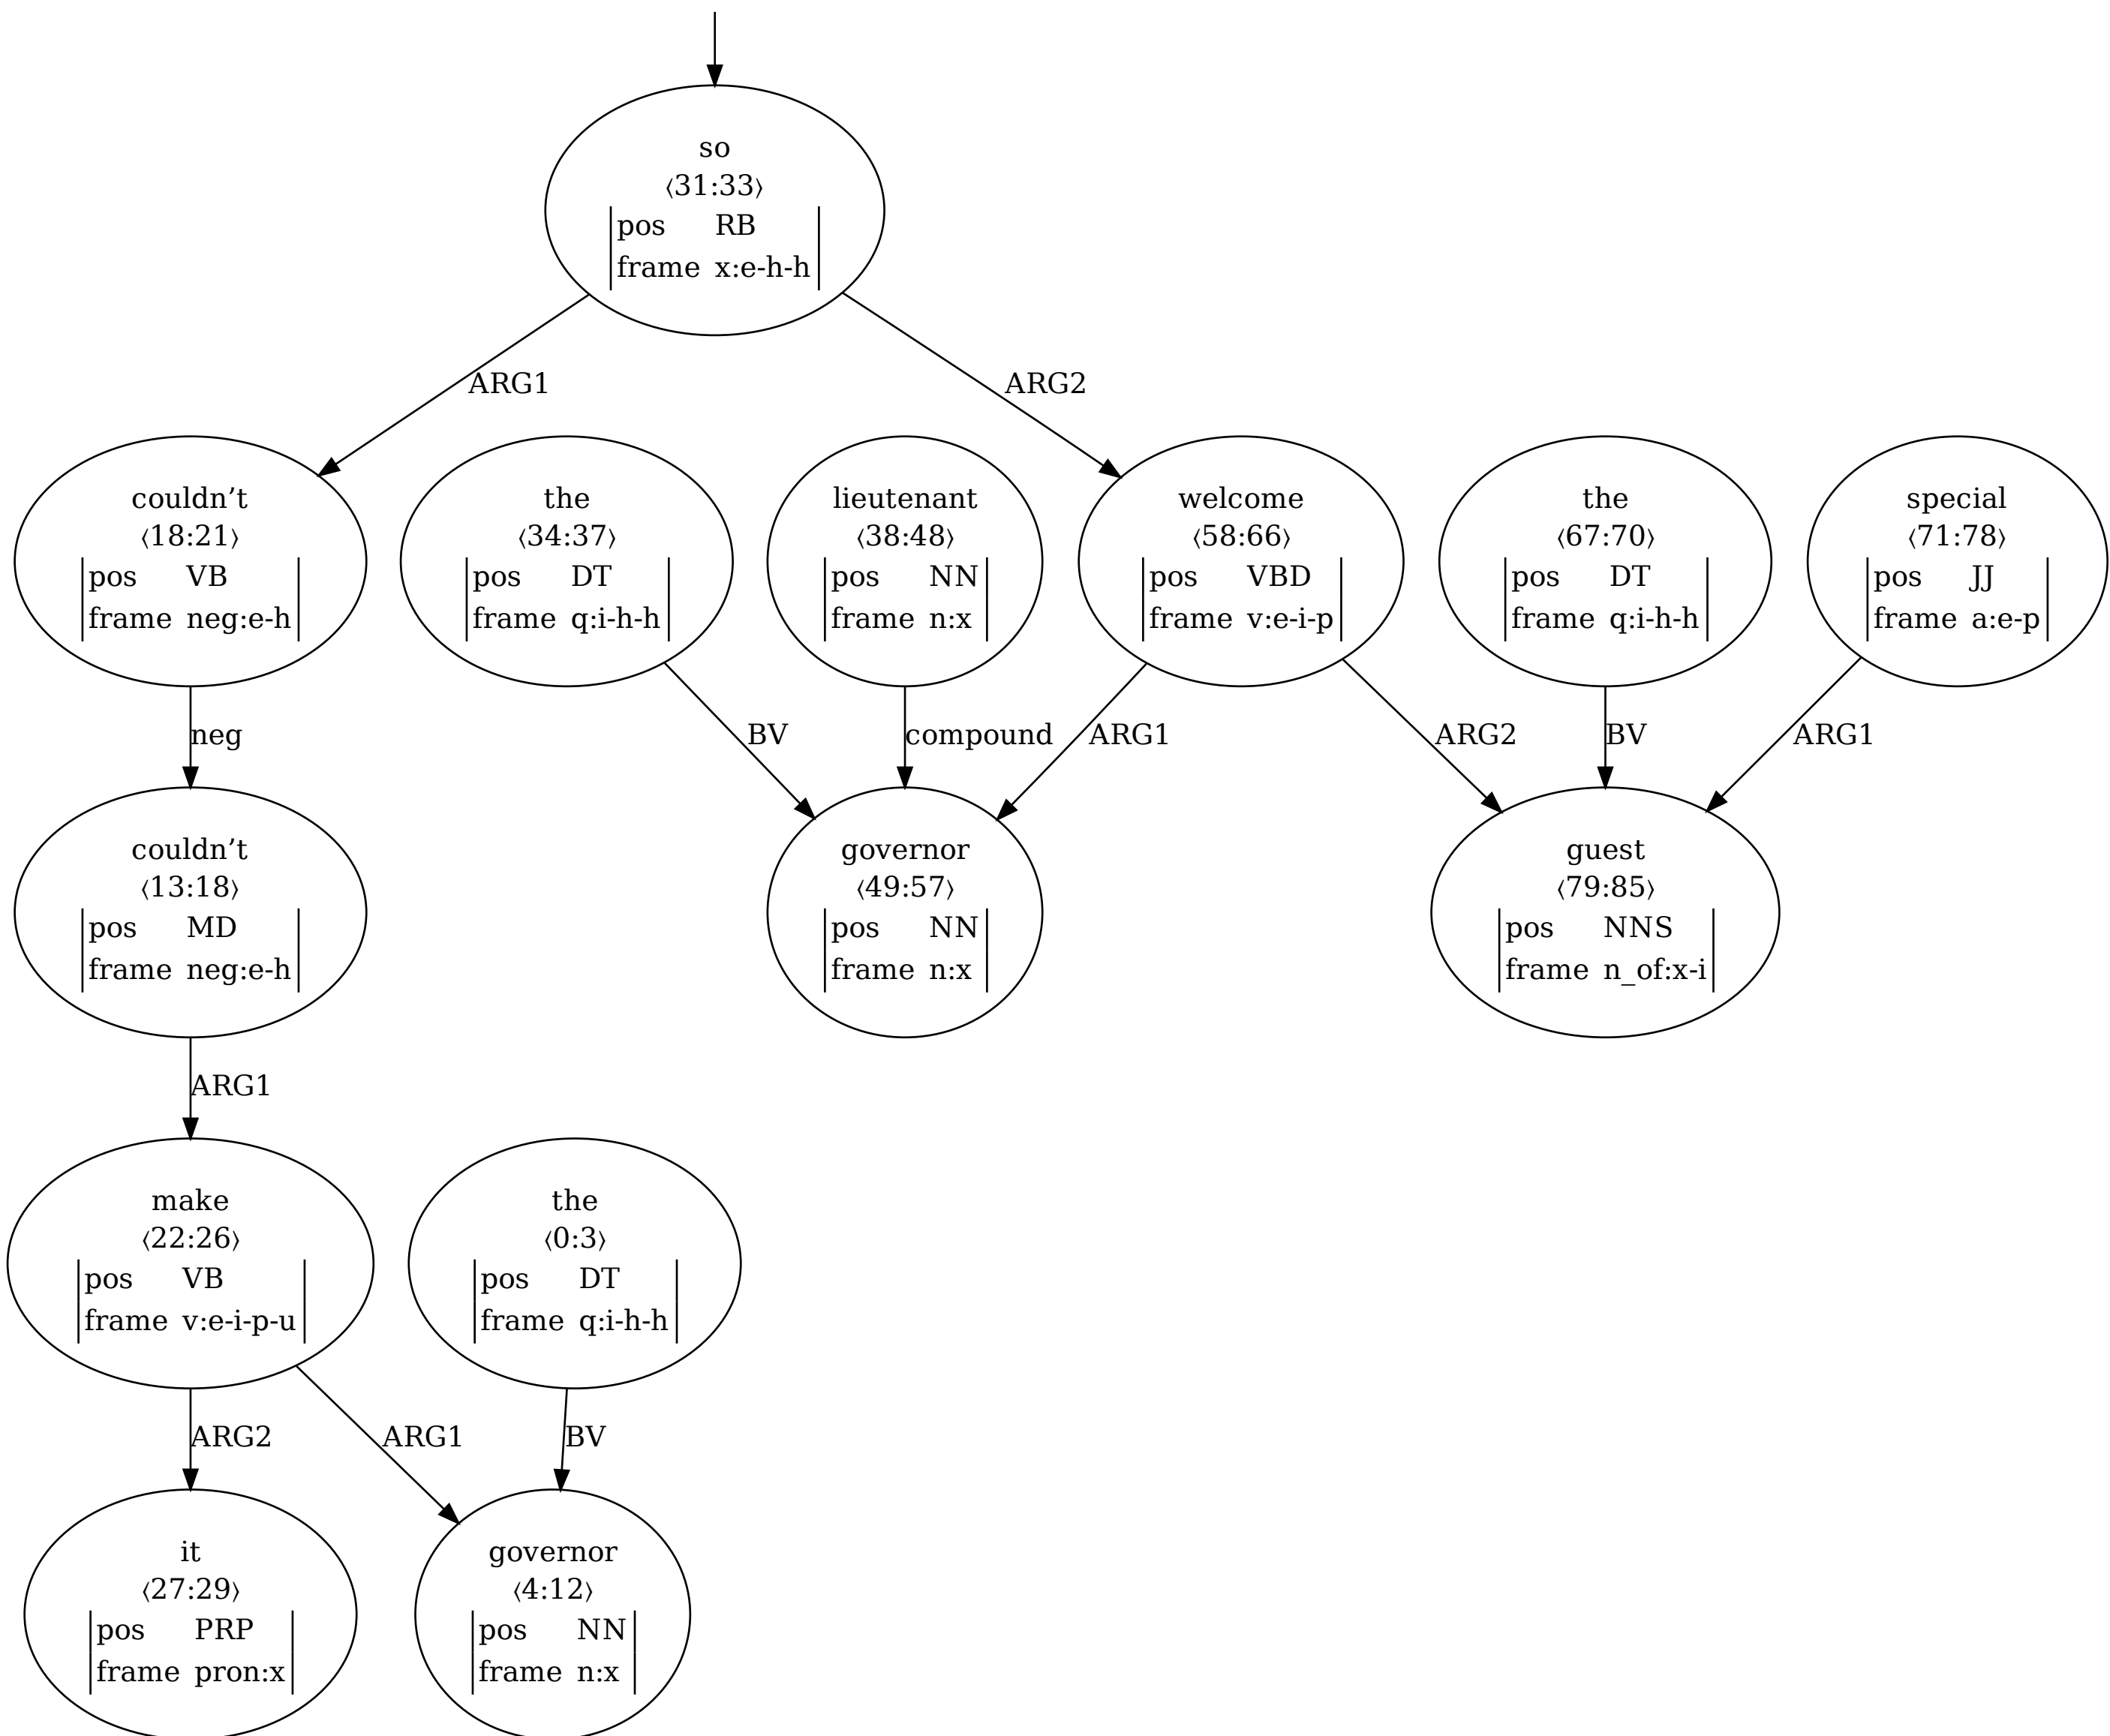 so
⟨31:33⟩
pos RB
frame x:e-h-h
ARG1
ARG2
couldn’t
⟨18:21⟩
pos VB
frame neg:e-h
the
⟨34:37⟩
pos DT
frame q:i-h-h
lieutenant
⟨38:48⟩
pos NN
frame n:x
welcome
⟨58:66⟩
pos VBD
frame v:e-i-p
the
⟨67:70⟩
pos DT
frame q:i-h-h
special
⟨71:78⟩
pos JJ
frame a:e-p
neg
BV
compound
ARG1
ARG2
BV
ARG1
couldn’t
⟨13:18⟩
pos MD
frame neg:e-h
governor
⟨49:57⟩
pos NN
frame n:x
guest
⟨79:85⟩
pos NNS
frame n_of:x-i
ARG1
make
⟨22:26⟩
pos VB
frame v:e-i-p-u
the
⟨0:3⟩
pos DT
frame q:i-h-h
ARG2
ARG1
BV
it
⟨27:29⟩
pos PRP
frame pron:x
governor
⟨4:12⟩
pos NN
frame n:x